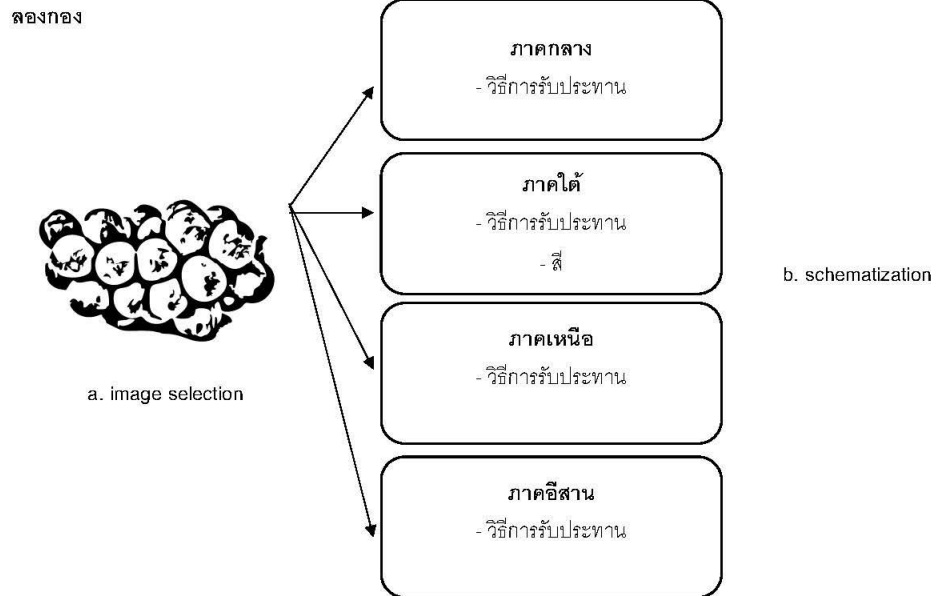 ลองกอง
ภาคกลาง
- วิธีการรับประทาน
ภาคใต้
- วิธีการรับประทาน
- สี
b. schematization
ภาคเหนือ
- วิธีการรับประทาน
a. image selection
ภาคอีสาน
- วิธีการรับประทาน